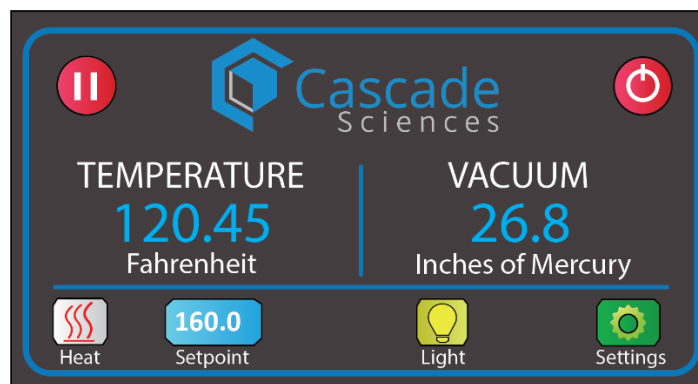 Cascade
Sciences
TEMPERATURE
120.45
Fahrenheit
VACUUM
26.8
Inches of Mercury
Heat
160.0
Setpoint
Light
Settings